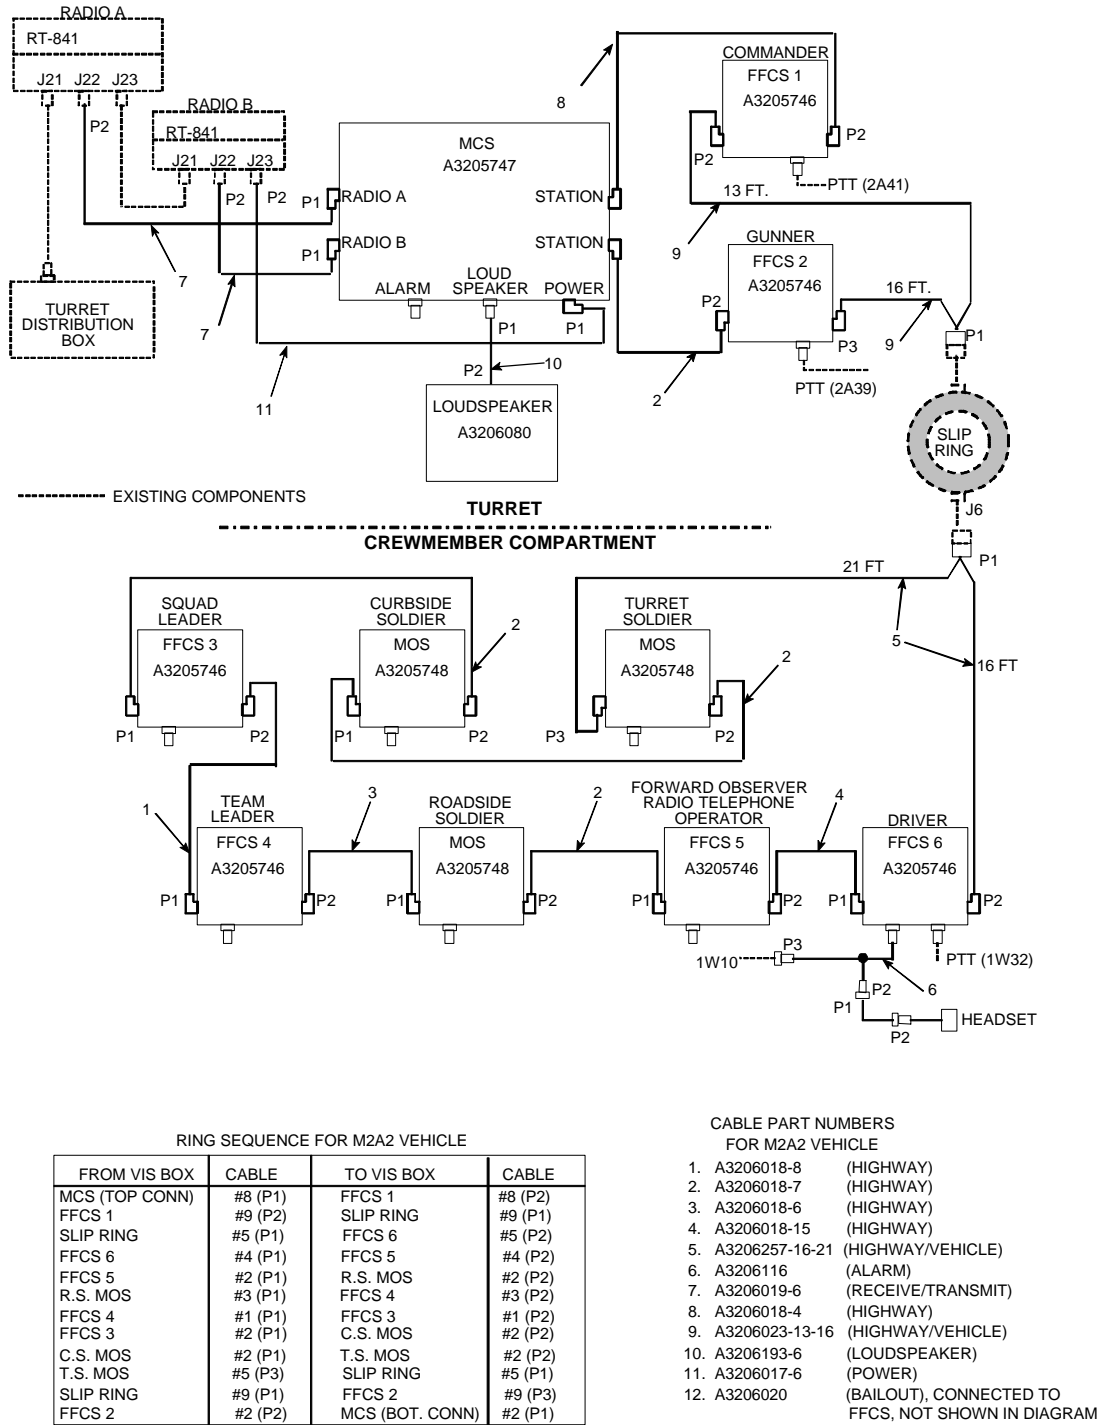 RADIO A
RT-841
J21 J22 J23
P2
RADIO B
RT-841
J21 J22 J23
P2 P2
TURRET
DISTRIBUTION
BOX
7
7
11
MCS
A3205747
P1 RADIO A
P1 RADIO B
STATION
STATION
ALARM
LOUD
SPEAKER
POWER
P1
P1
P2
10
LOUDSPEAKER
A3206080
8
COMMANDER
FFCS 1
A3205746
P2
P2
PTT (2A41)
13 FT.
9
GUNNER
FFCS 2
A3205746
P2
P3
PTT (2A39)
2
16 FT.
9
P1
SLIP
RING
J6
P1
EXISTING COMPONENTS
TURRET
CREWMEMBER COMPARTMENT
21 FT
5
16 FT
SQUAD
LEADER
FFCS 3
A3205746
P1
P2
CURBSIDE
SOLDIER
MOS
A3205748
P1
P2
2
TURRET
SOLDIER
MOS
A3205748
P3
P2
2
1
TEAM
LEADER
FFCS 4
A3205746
P1
P2
3
ROADSIDE
SOLDIER
MOS
A3205748
P1
P2
2
FORWARD OBSERVER
RADIO TELEPHONE
OPERATOR
FFCS 5
A3205746
P1
P2
4
DRIVER
FFCS 6
A3205746
P1
P2
1W10
P3
PTT (1W32)
P2
6
P1
P2
HEADSET
RING SEQUENCE FOR M2A2 VEHICLE
FROM VIS BOX CABLE TO VIS BOX CABLE
MCS (TOP CONN) #8 (P1) FFCS 1 #8 (P2)
FFCS 1 #9 (P2) SLIP RING #9 (P1)
SLIP RING #5 (P1) FFCS 6 #5 (P2)
FFCS 6 #4 (P1) FFCS 5 #4 (P2)
FFCS 5 #2 (P1) R.S. MOS #2 (P2)
R.S. MOS #3 (P1) FFCS 4 #3 (P2)
FFCS 4 #1 (P1) FFCS 3 #1 (P2)
FFCS 3 #2 (P1) C.S. MOS #2 (P2)
C.S. MOS #2 (P1) T.S. MOS #2 (P2)
T.S. MOS #5 (P3) SLIP RING #5 (P1)
SLIP RING #9 (P1) FFCS 2 #9 (P3)
FFCS 2 #2 (P2) MCS (BOT. CONN) #2 (P1)
CABLE PART NUMBERS
FOR M2A2 VEHICLE
1. A3206018-8 (HIGHWAY)
2. A3206018-7 (HIGHWAY)
3. A3206018-6 (HIGHWAY)
4. A3206018-15 (HIGHWAY)
5. A3206257-16-21 (HIGHWAY/VEHICLE)
6. A3206116 (ALARM)
7. A3206019-6 (RECEIVE/TRANSMIT)
8. A3206018-4 (HIGHWAY)
9. A3206023-13-16 (HIGHWAY/VEHICLE)
10. A3206193-6 (LOUDSPEAKER)
11. A3206017-6 (POWER)
12. A3206020 (BAILOUT), CONNECTED TO
FFCS, NOT SHOWN IN DIAGRAM